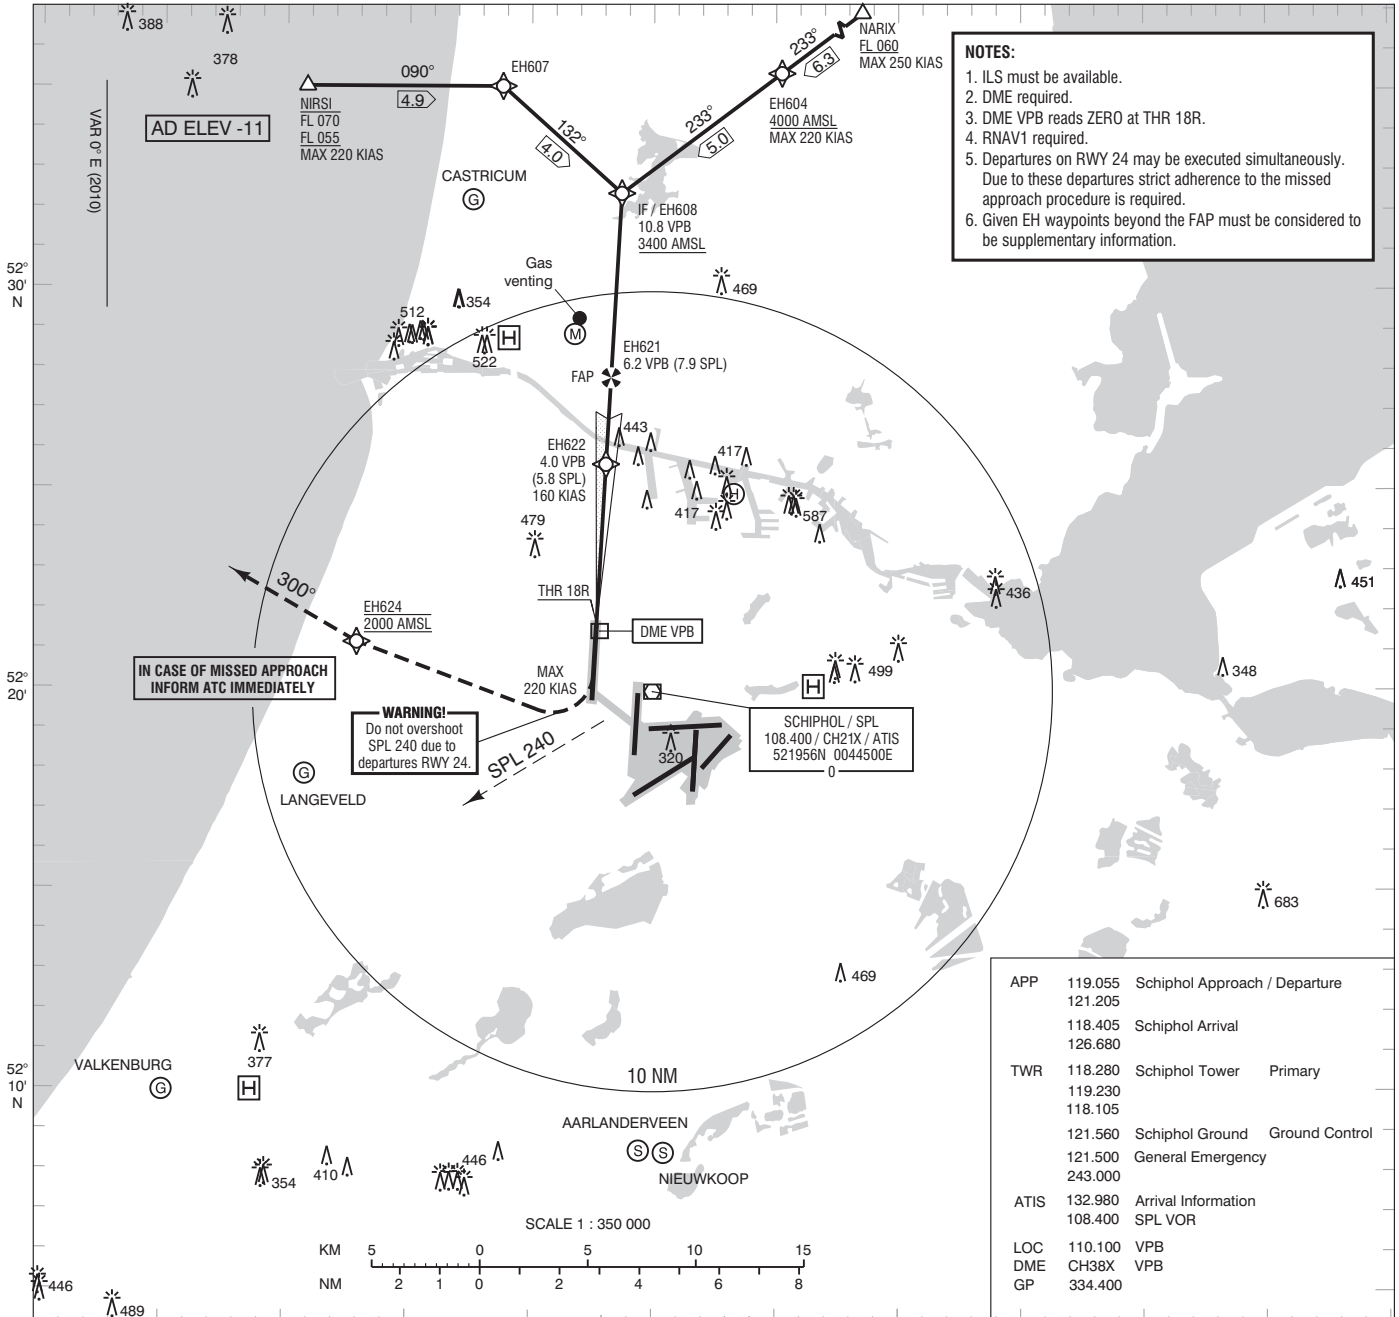 388
378
AD ELEV -11
VAR 0° E (2010)
090°
4.9
NIRSI
FL 070
FL 055
MAX 220 KIAS
EH607
132°
4.0
233°
6.3
NARIX
FL 060
MAX 250 KIAS
EH604
4000 AMSL
MAX 220 KIAS
233°
5.0
CASTRICUM
G
IF / EH608
10.8 VPB
3400 AMSL
NOTES:
1. ILS must be available.
2. DME required.
3. DME VPB reads ZERO at THR 18R.
4. RNAV1 required.
5. Departures on RWY 24 may be executed simultaneously.
Due to these departures strict adherence to the missed
approach procedure is required.
6. Given EH waypoints beyond the FAP must be considered to
be supplementary information.
52°
30'
N
Gas
venting
M
469
354
512
522
H
EH621
6.2 VPB (7.9 SPL)
FAP
443
417
EH622
4.0 VPB
(5.8 SPL)
160 KIAS
H
417
587
479
436
451
300°
EH624
2000 AMSL
THR 18R
DME VPB
IN CASE OF MISSED APPROACH
INFORM ATC IMMEDIATELY
MAX
220 KIAS
52°
20'
N
H
499
348
WARNING!
Do not overshoot
SPL 240 due to
departures RWY 24.
SPL 240
320
SCHIPHOL / SPL
108.400 / CH21X / ATIS
521956N 0044500E
0
G
LANGEVELD
683
469
377
VALKENBURG
G
H
52°
10'
N
10 NM
AARLANDERVEEN
S
S
NIEUWKOOP
354
410
446
446
489
SCALE 1 : 350 000
KM 5 0 5 10 15
NM 2 1 0 2 4 6 8
APP 119.055 Schiphol Approach / Departure
121.205
118.405 Schiphol Arrival
126.680
TWR 118.280 Schiphol Tower Primary
119.230
118.105
121.560 Schiphol Ground Ground Control
121.500 General Emergency
243.000
ATIS 132.980 Arrival Information
108.400 SPL VOR
LOC 110.100 VPB
DME CH38X VPB
GP 334.400